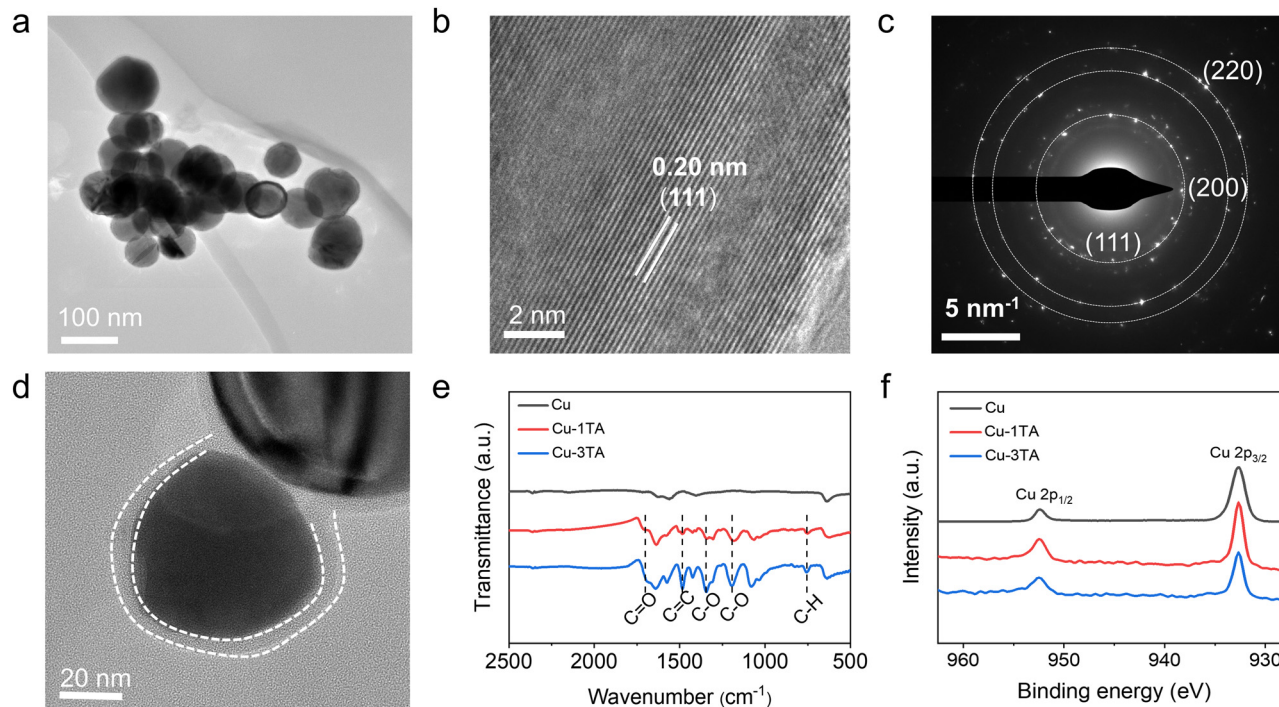 a
100 nm
b
0.20 nm
(111)
2 nm
c
(220)
(200)
(111)
5 nm⁻¹
d
20 nm
e
Cu
Cu-1TA
Cu-3TA
Transmittance (a.u.)
C=O
C=C
C-O
C-O
C-H
2500 2000 1500 1000 500
Wavenumber (cm⁻¹)
f
Cu
Cu-1TA
Cu-3TA
Cu 2p₃/₂
Cu 2p₁/₂
Intensity (a.u.)
960 950 940 930
Binding energy (eV)